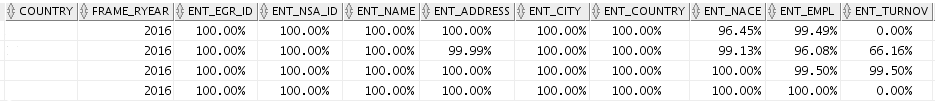 COUNTRY FRAME_RYEAR ENT_EGR_ID ENT_NSA_ID ENT_NAME ENT_ADDRESS ENT_CITY ENT_COUNTRY ENT_NACE ENT_EMPL ENT_TURNOV
2016 100.00% 100.00% 100.00% 100.00% 100.00% 100.00% 96.45% 99.49% 0.00%
2016 100.00% 100.00% 100.00% 99.99% 100.00% 100.00% 99.13% 96.08% 66.16%
2016 100.00% 100.00% 100.00% 100.00% 100.00% 100.00% 100.00% 99.50% 99.50%
2016 100.00% 100.00% 100.00% 100.00% 100.00% 100.00% 100.00% 100.00% 0.00%